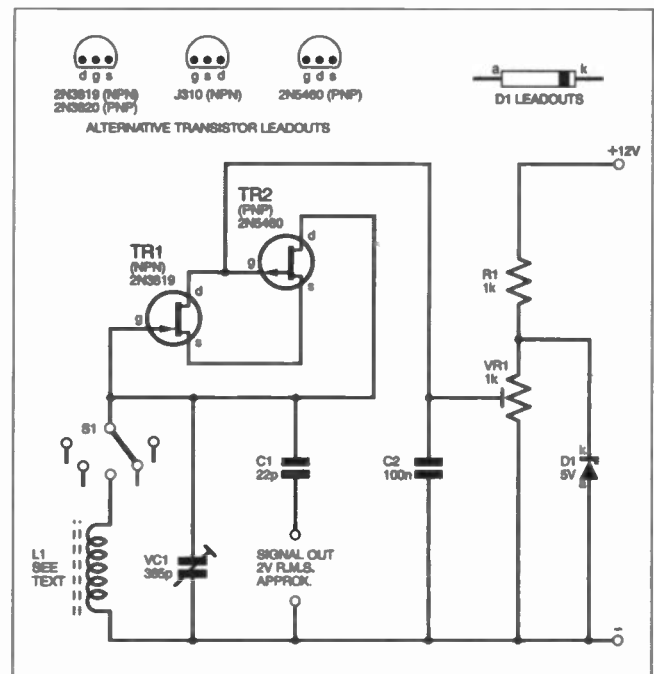 d g s
2N3819 (NPN)
2N3820 (PNP)
g s d
J310 (NPN)
g d s
2N5460 (PNP)
ALTERNATIVE TRANSISTOR LEADOUTS
a
k
D1 LEADOUTS
+12V
TR2
(PNP)
2N5460
d
g
s
TR1
(NPN)
2N3819
d
g
s
R1
1k
VR1
1k
S1
C1
22p
C2
100n
k
D1
5V
a
L1
SEE
TEXT
VC1
365p
SIGNAL OUT
2V R.M.S.
APPROX.
-